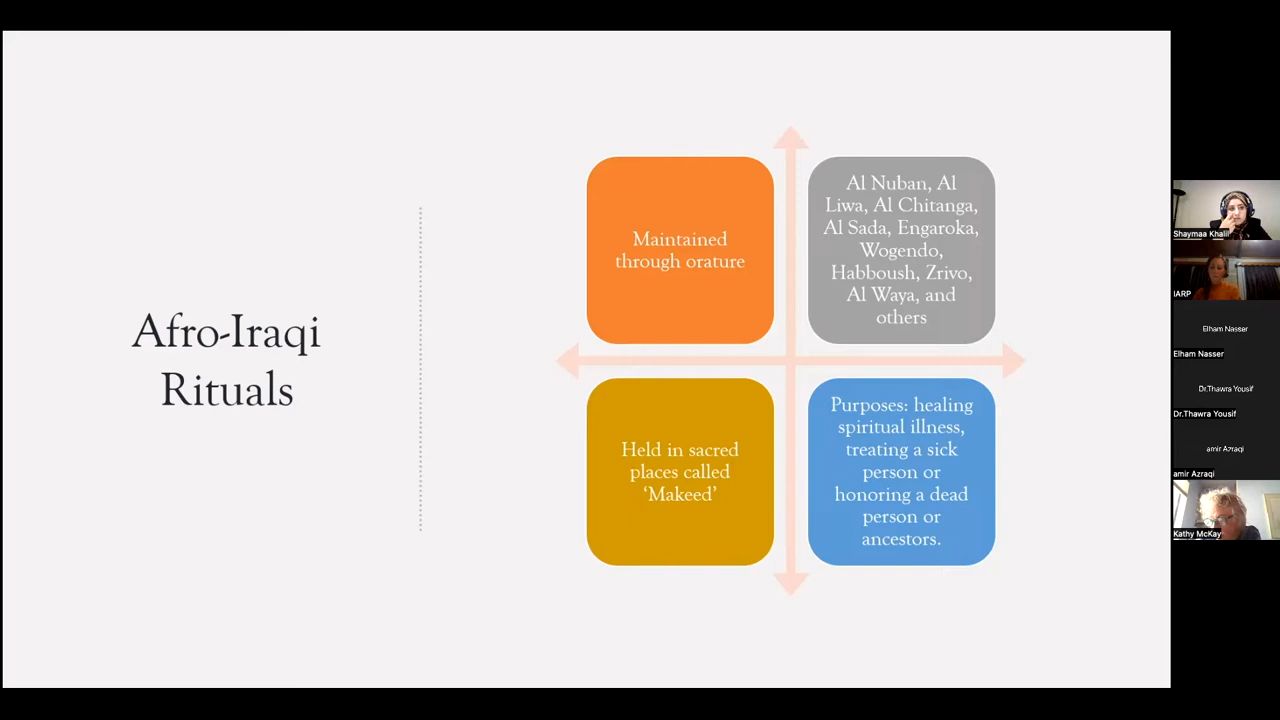 Afro-Iraqi
Rituals
Maintained
through orature
Al Nuban, Al
Liwa, Al Chitanga,
Al Sada, Engaroka,
Wogendo,
Habboush, Zrivo,
Al Waya, and
others
Held in sacred
places called
‘Makeed’
Purposes: healing
spiritual illness,
treating a sick
person or
honoring a dead
person or
ancestors.
Shaymaa Khalil
IARP
Elham Nasser
Elham Nasser
Dr.Thawra Yousif
Dr.Thawra Yousif
amir Azraqi
amir Azraqi
Kathy McKay